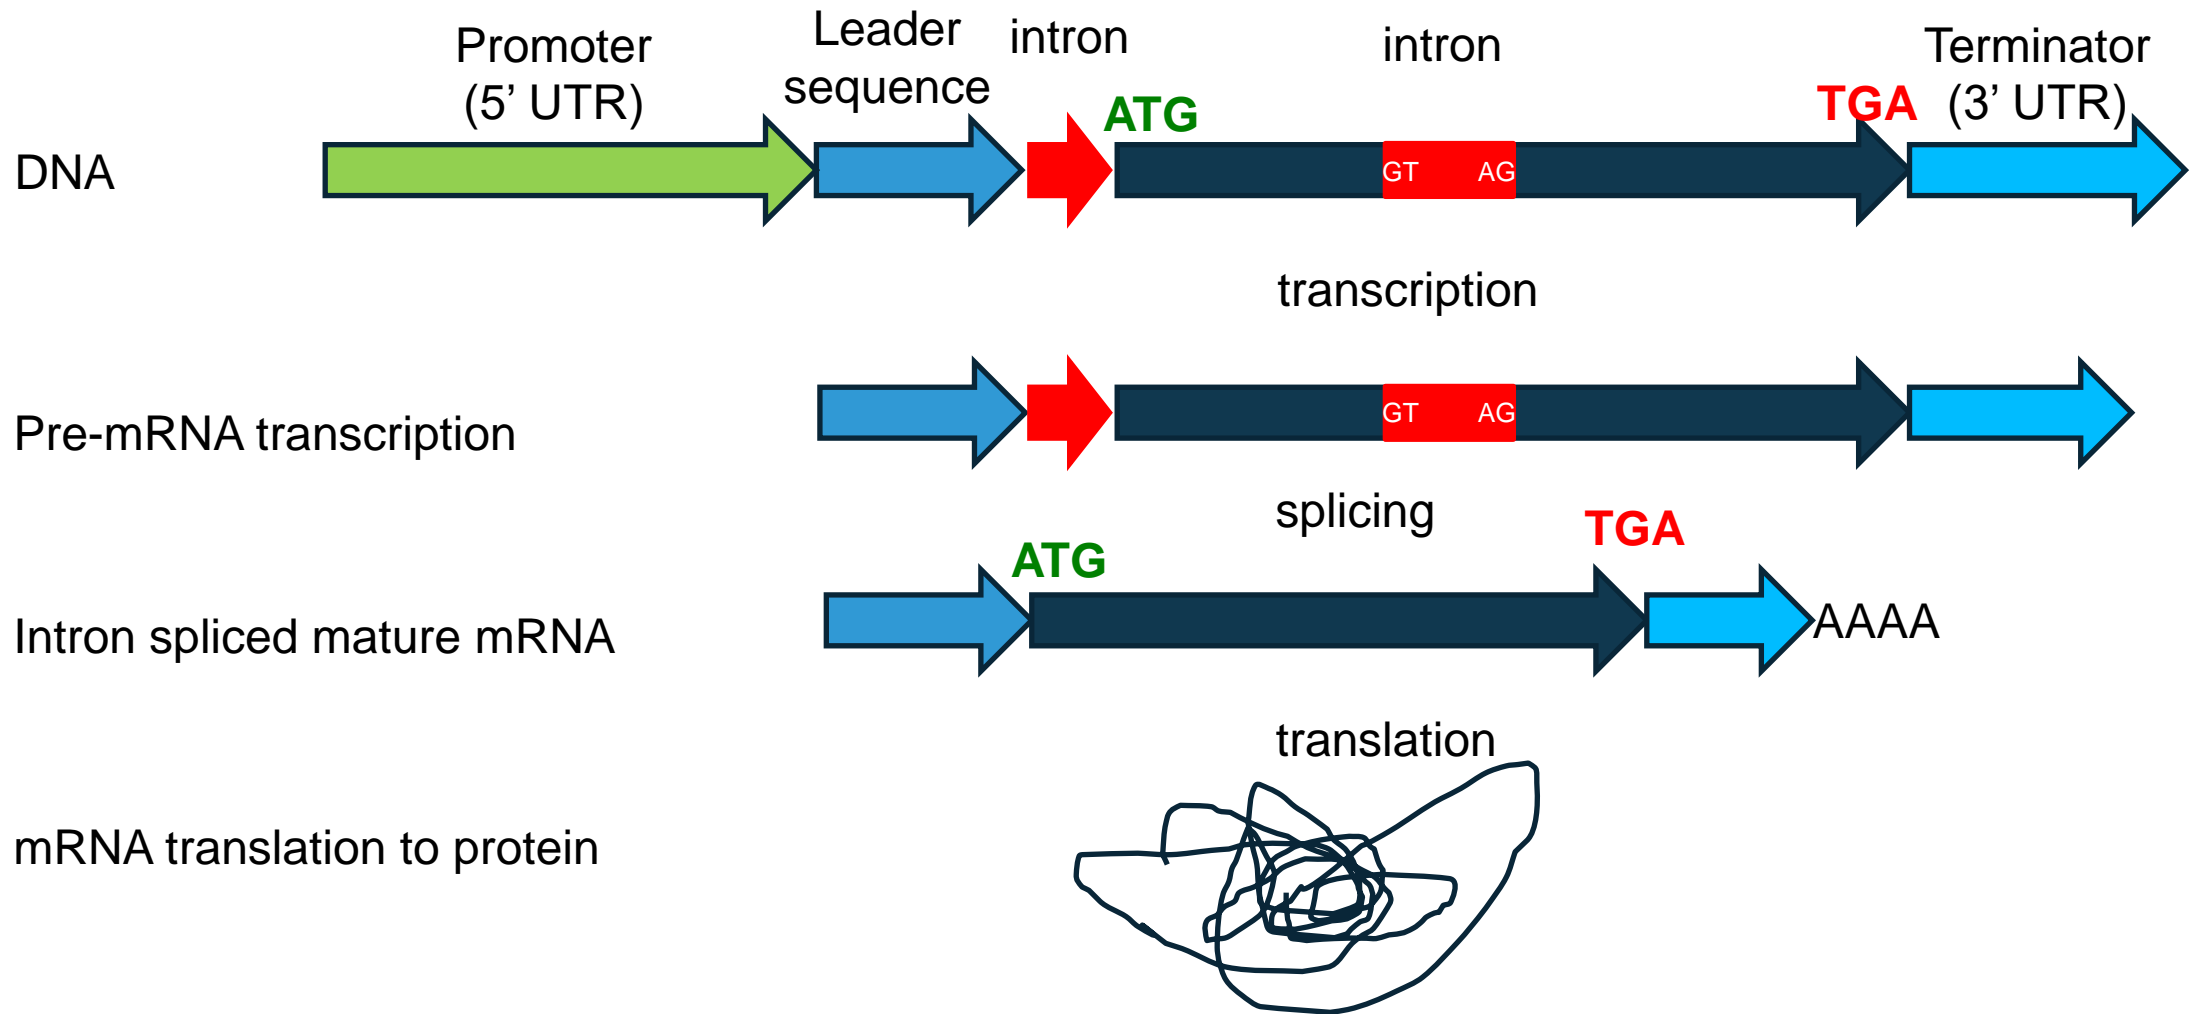 Promoter
(5’ UTR)
Leader
sequence
intron
intron
Terminator
(3’ UTR)
ATG
TGA
DNA
GT
AG
transcription
Pre-mRNA transcription
GT
AG
splicing
ATG
TGA
Intron spliced mature mRNA
AAAA
translation
mRNA translation to protein